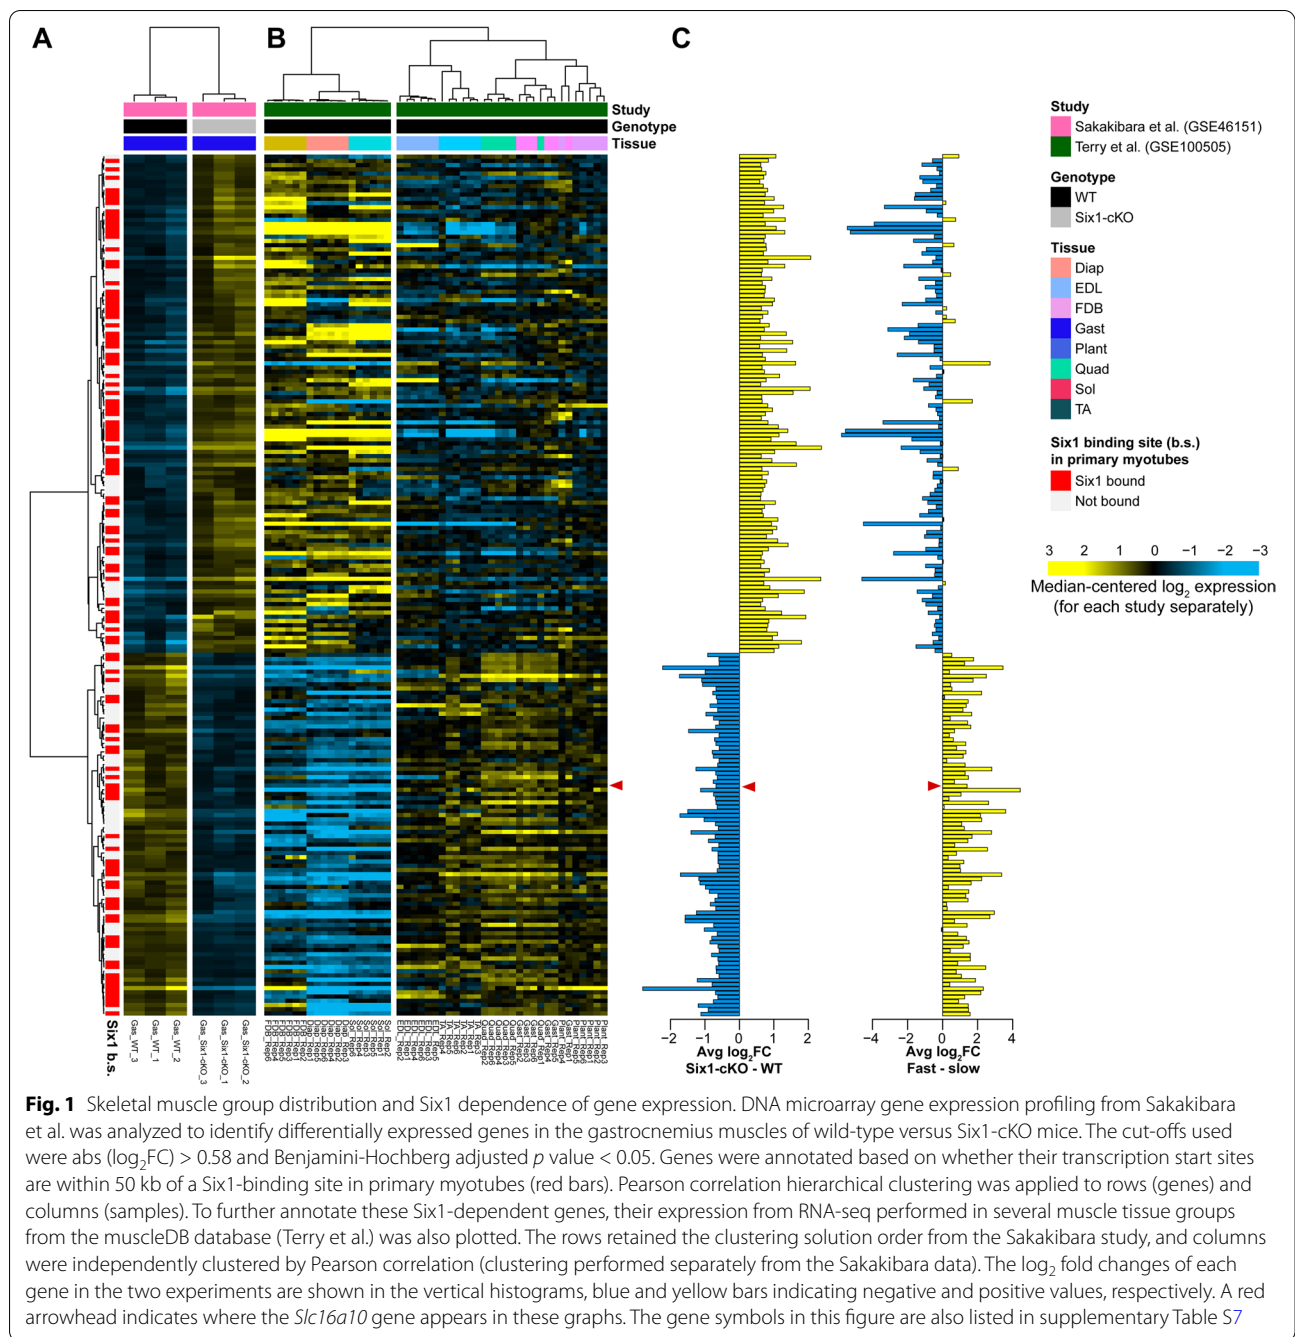 A
B
C
Study
Genotype
Tissue
Study
Sakakibara et al. (GSE46151)
Terry et al. (GSE100505)
Genotype
WT
Six1-cKO
Tissue
Diap
EDL
FDB
Gast
Plant
Quad
Sol
TA
Six1 binding site (b.s.)
in primary myotubes
Six1 bound
Not bound
3 2 1 0 −1 −2 −3
Median-centered log2 expression
(for each study separately)
Six1 b.s.
Gas_WT_3
Gas_WT_1
Gas_WT_2
Gas_Six1-cKO_3
Gas_Six1-cKO_1
Gas_Six1-cKO_2
−2 −1 0 1 2
Avg log2FC
Six1-cKO - WT
−4 −2 0 2 4
Avg log2FC
Fast - slow
Fig. 1 Skeletal muscle group distribution and Six1 dependence of gene expression. DNA microarray gene expression profiling from Sakakibara
et al. was analyzed to identify differentially expressed genes in the gastrocnemius muscles of wild-type versus Six1-cKO mice. The cut-offs used
were abs (log2FC) > 0.58 and Benjamini-Hochberg adjusted p value < 0.05. Genes were annotated based on whether their transcription start sites
are within 50 kb of a Six1-binding site in primary myotubes (red bars). Pearson correlation hierarchical clustering was applied to rows (genes) and
columns (samples). To further annotate these Six1-dependent genes, their expression from RNA-seq performed in several muscle tissue groups
from the muscleDB database (Terry et al.) was also plotted. The rows retained the clustering solution order from the Sakakibara study, and columns
were independently clustered by Pearson correlation (clustering performed separately from the Sakakibara data). The log2 fold changes of each
gene in the two experiments are shown in the vertical histograms, blue and yellow bars indicating negative and positive values, respectively. A red
arrowhead indicates where the Slc16a10 gene appears in these graphs. The gene symbols in this figure are also listed in supplementary Table S7